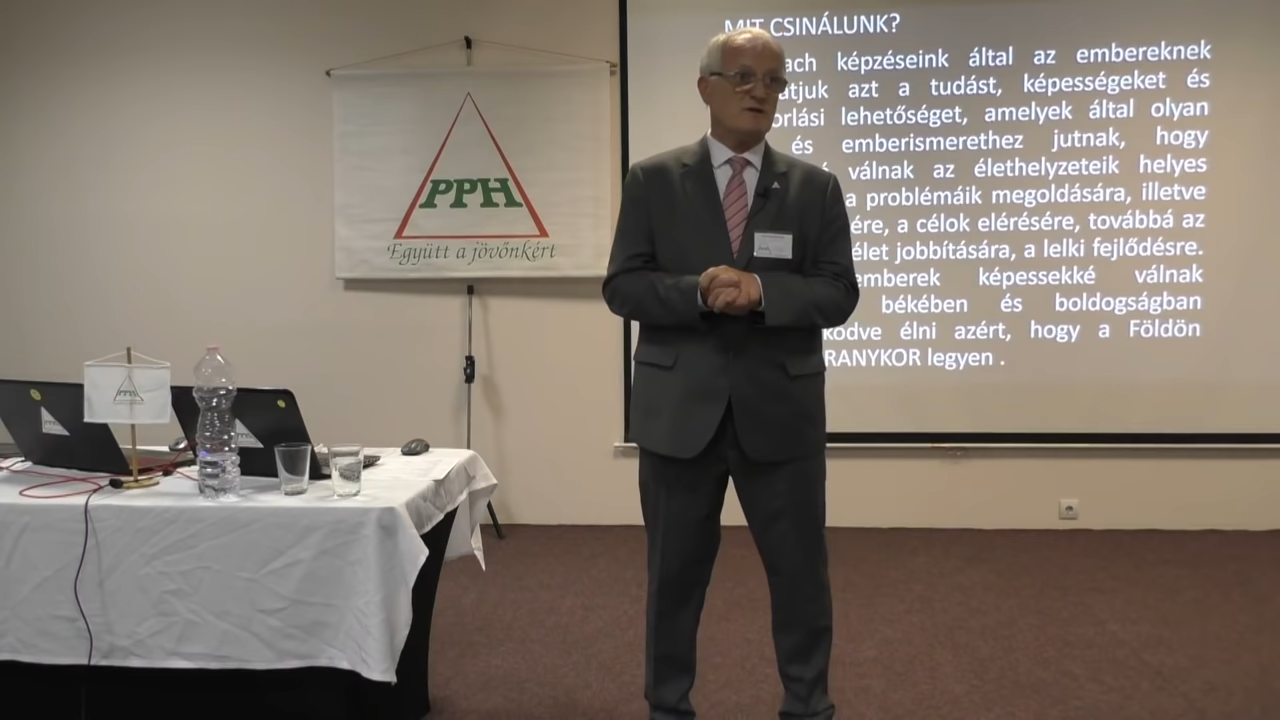 PPH
Együtt a jövőnkért
PPH
MIT CSINÁLUNK?
képzéseink által az embereknek
azt a tudást, képességeket és
lehetőséget, amelyek által olyan
és emberismerethez jutnak, hogy
válnak az élethelyzeteik helyes
a problémáik megoldására, illetve
a célok elérésére, továbbá az
élet jobbítására, a lelki fejlődésre.
emberek képessekké válnak
békében és boldogságban
élni azért, hogy a Földön
legyen .